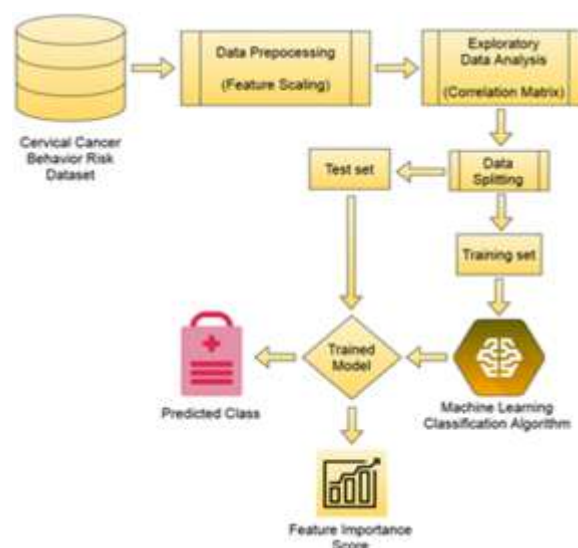 Data Prepocessing
(Feature Scaling)
Exploratory
Data Analysis
(Correlation Matrix)
Cervical Cancer
Behavior Risk
Dataset
Test set
Data
Splitting
Training set
Trained
Model
Predicted Class
Machine Learning
Classification Algorithm
Feature Importance
Score